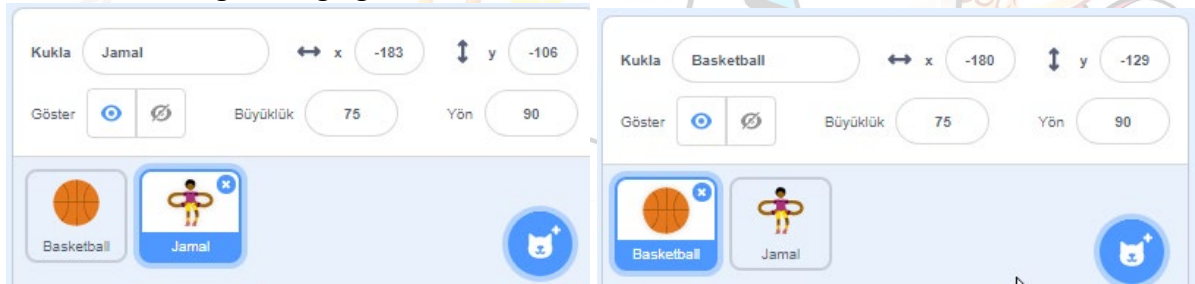 Kukla Jamal x -183 y -106
Göster Büyüklük 75 Yön 90
Basketball Jamal
Kukla Basketball x -180 y -129
Göster Büyüklük 75 Yön 90
Basketball Jamal